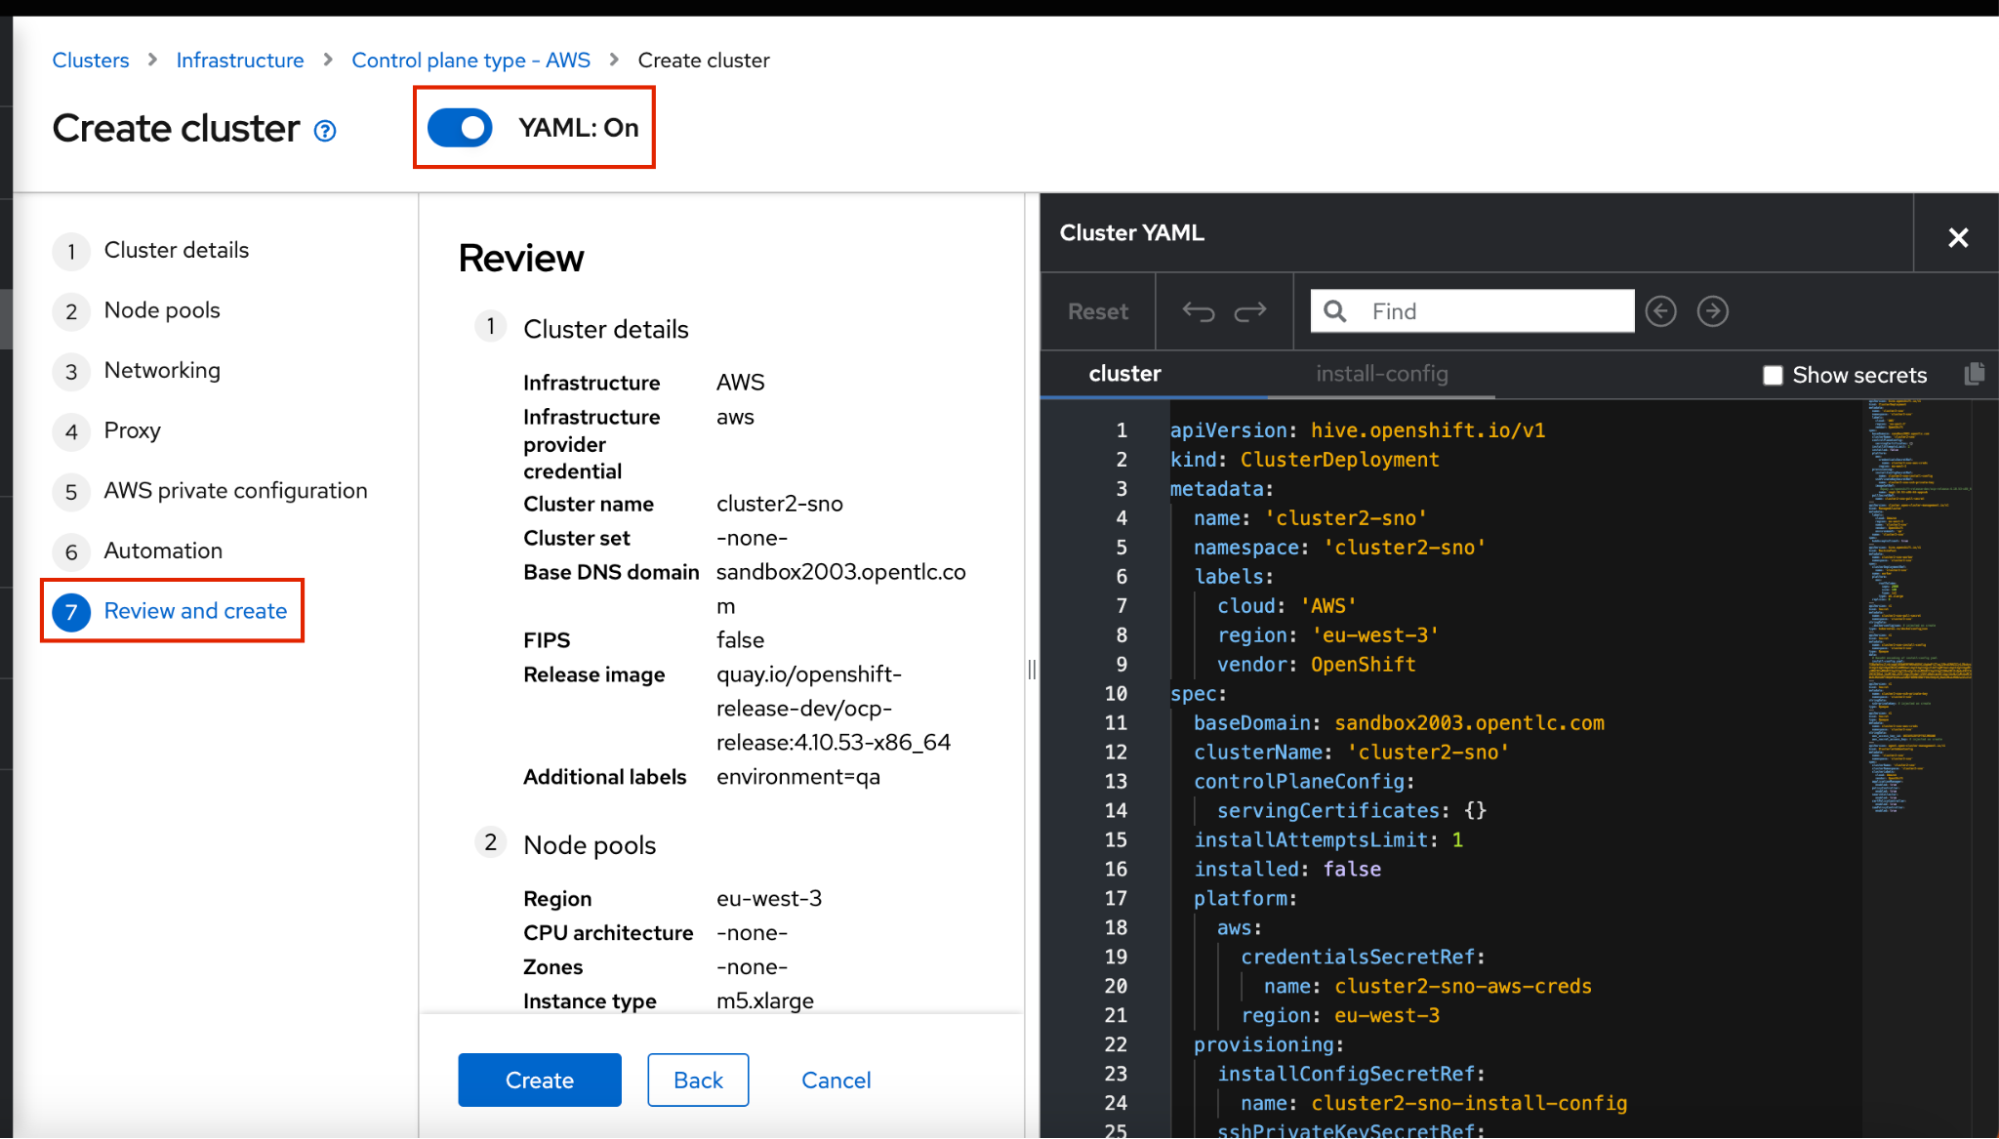 Clusters > Infrastructure > Control plane type - AWS > Create cluster
Create cluster
YAML: On
1 Cluster details
2 Node pools
3 Networking
4 Proxy
5 AWS private configuration
6 Automation
7 Review and create
Review
1 Cluster details
Infrastructure AWS
Infrastructure aws
provider
credential
Cluster name cluster2-sno
Cluster set -none-
Base DNS domain sandbox2003.opentlc.co
m
FIPS false
Release image quay.io/openshift-
release-dev/ocp-
release:4.10.53-x86_64
Additional labels environment=qa
2 Node pools
Region eu-west-3
CPU architecture -none-
Zones -none-
Instance type m5.xlarge
Create Back Cancel
Cluster YAML
Reset Find
cluster install-config Show secrets
1 apiVersion: hive.openshift.io/v1
2 kind: ClusterDeployment
3 metadata:
4 name: 'cluster2-sno'
5 namespace: 'cluster2-sno'
6 labels:
7 cloud: 'AWS'
8 region: 'eu-west-3'
9 vendor: OpenShift
10 spec:
11 baseDomain: sandbox2003.opentlc.com
12 clusterName: 'cluster2-sno'
13 controlPlaneConfig:
14 servingCertificates: {}
15 installAttemptsLimit: 1
16 installed: false
17 platform:
18 aws:
19 credentialsSecretRef:
20 name: cluster2-sno-aws-creds
21 region: eu-west-3
22 provisioning:
23 installConfigSecretRef:
24 name: cluster2-sno-install-config
25 sshPrivateKeySecretRef: